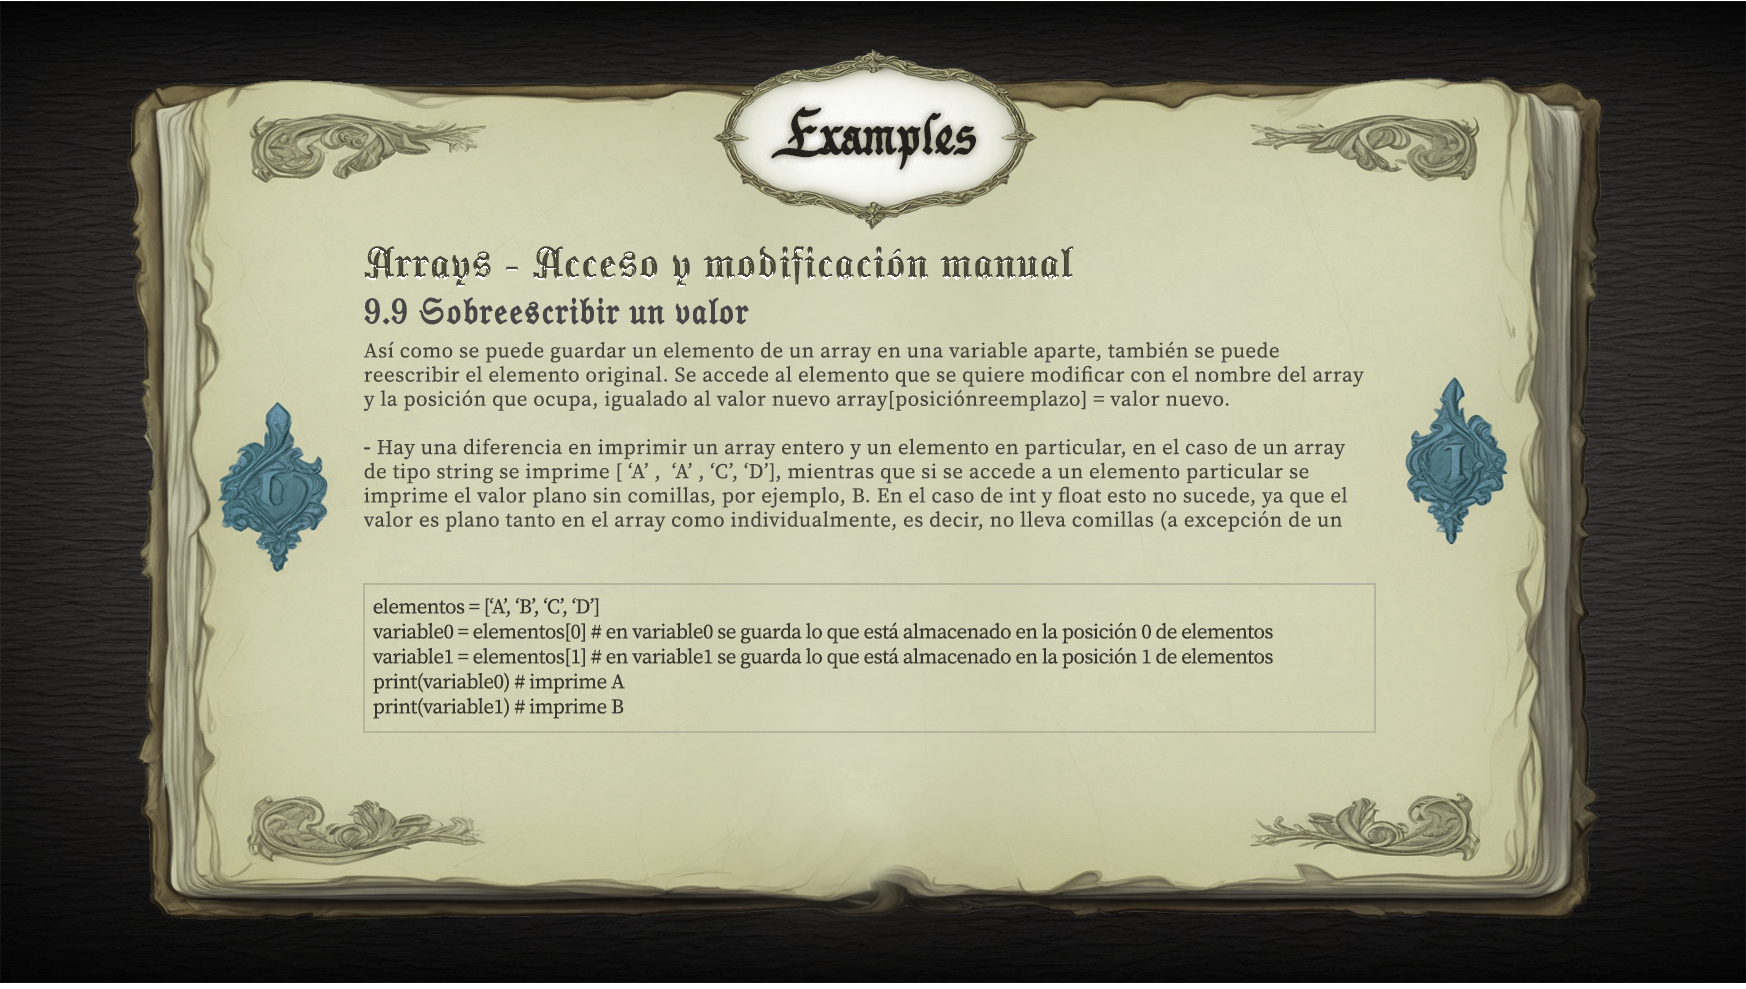 Examples
Arrays - Acceso y modificación manual
9.9 Sobreescribir un valor
Así como se puede guardar un elemento de un array en una variable aparte, también se puede
reescribir el elemento original. Se accede al elemento que se quiere modificar con el nombre del array
y la posición que ocupa, igualado al valor nuevo array[posiciónreemplazo] = valor nuevo.
- Hay una diferencia en imprimir un array entero y un elemento en particular, en el caso de un array
de tipo string se imprime [ ‘A’ ,  ‘A’ , ‘C’, ‘D’], mientras que si se accede a un elemento particular se
imprime el valor plano sin comillas, por ejemplo, B. En el caso de int y float esto no sucede, ya que el
valor es plano tanto en el array como individualmente, es decir, no lleva comillas (a excepción de un
0
1
elementos = [‘A’, ‘B’, ‘C’, ‘D’]
variable0 = elementos[0] # en variable0 se guarda lo que está almacenado en la posición 0 de elementos
variable1 = elementos[1] # en variable1 se guarda lo que está almacenado en la posición 1 de elementos
print(variable0) # imprime A
print(variable1) # imprime B